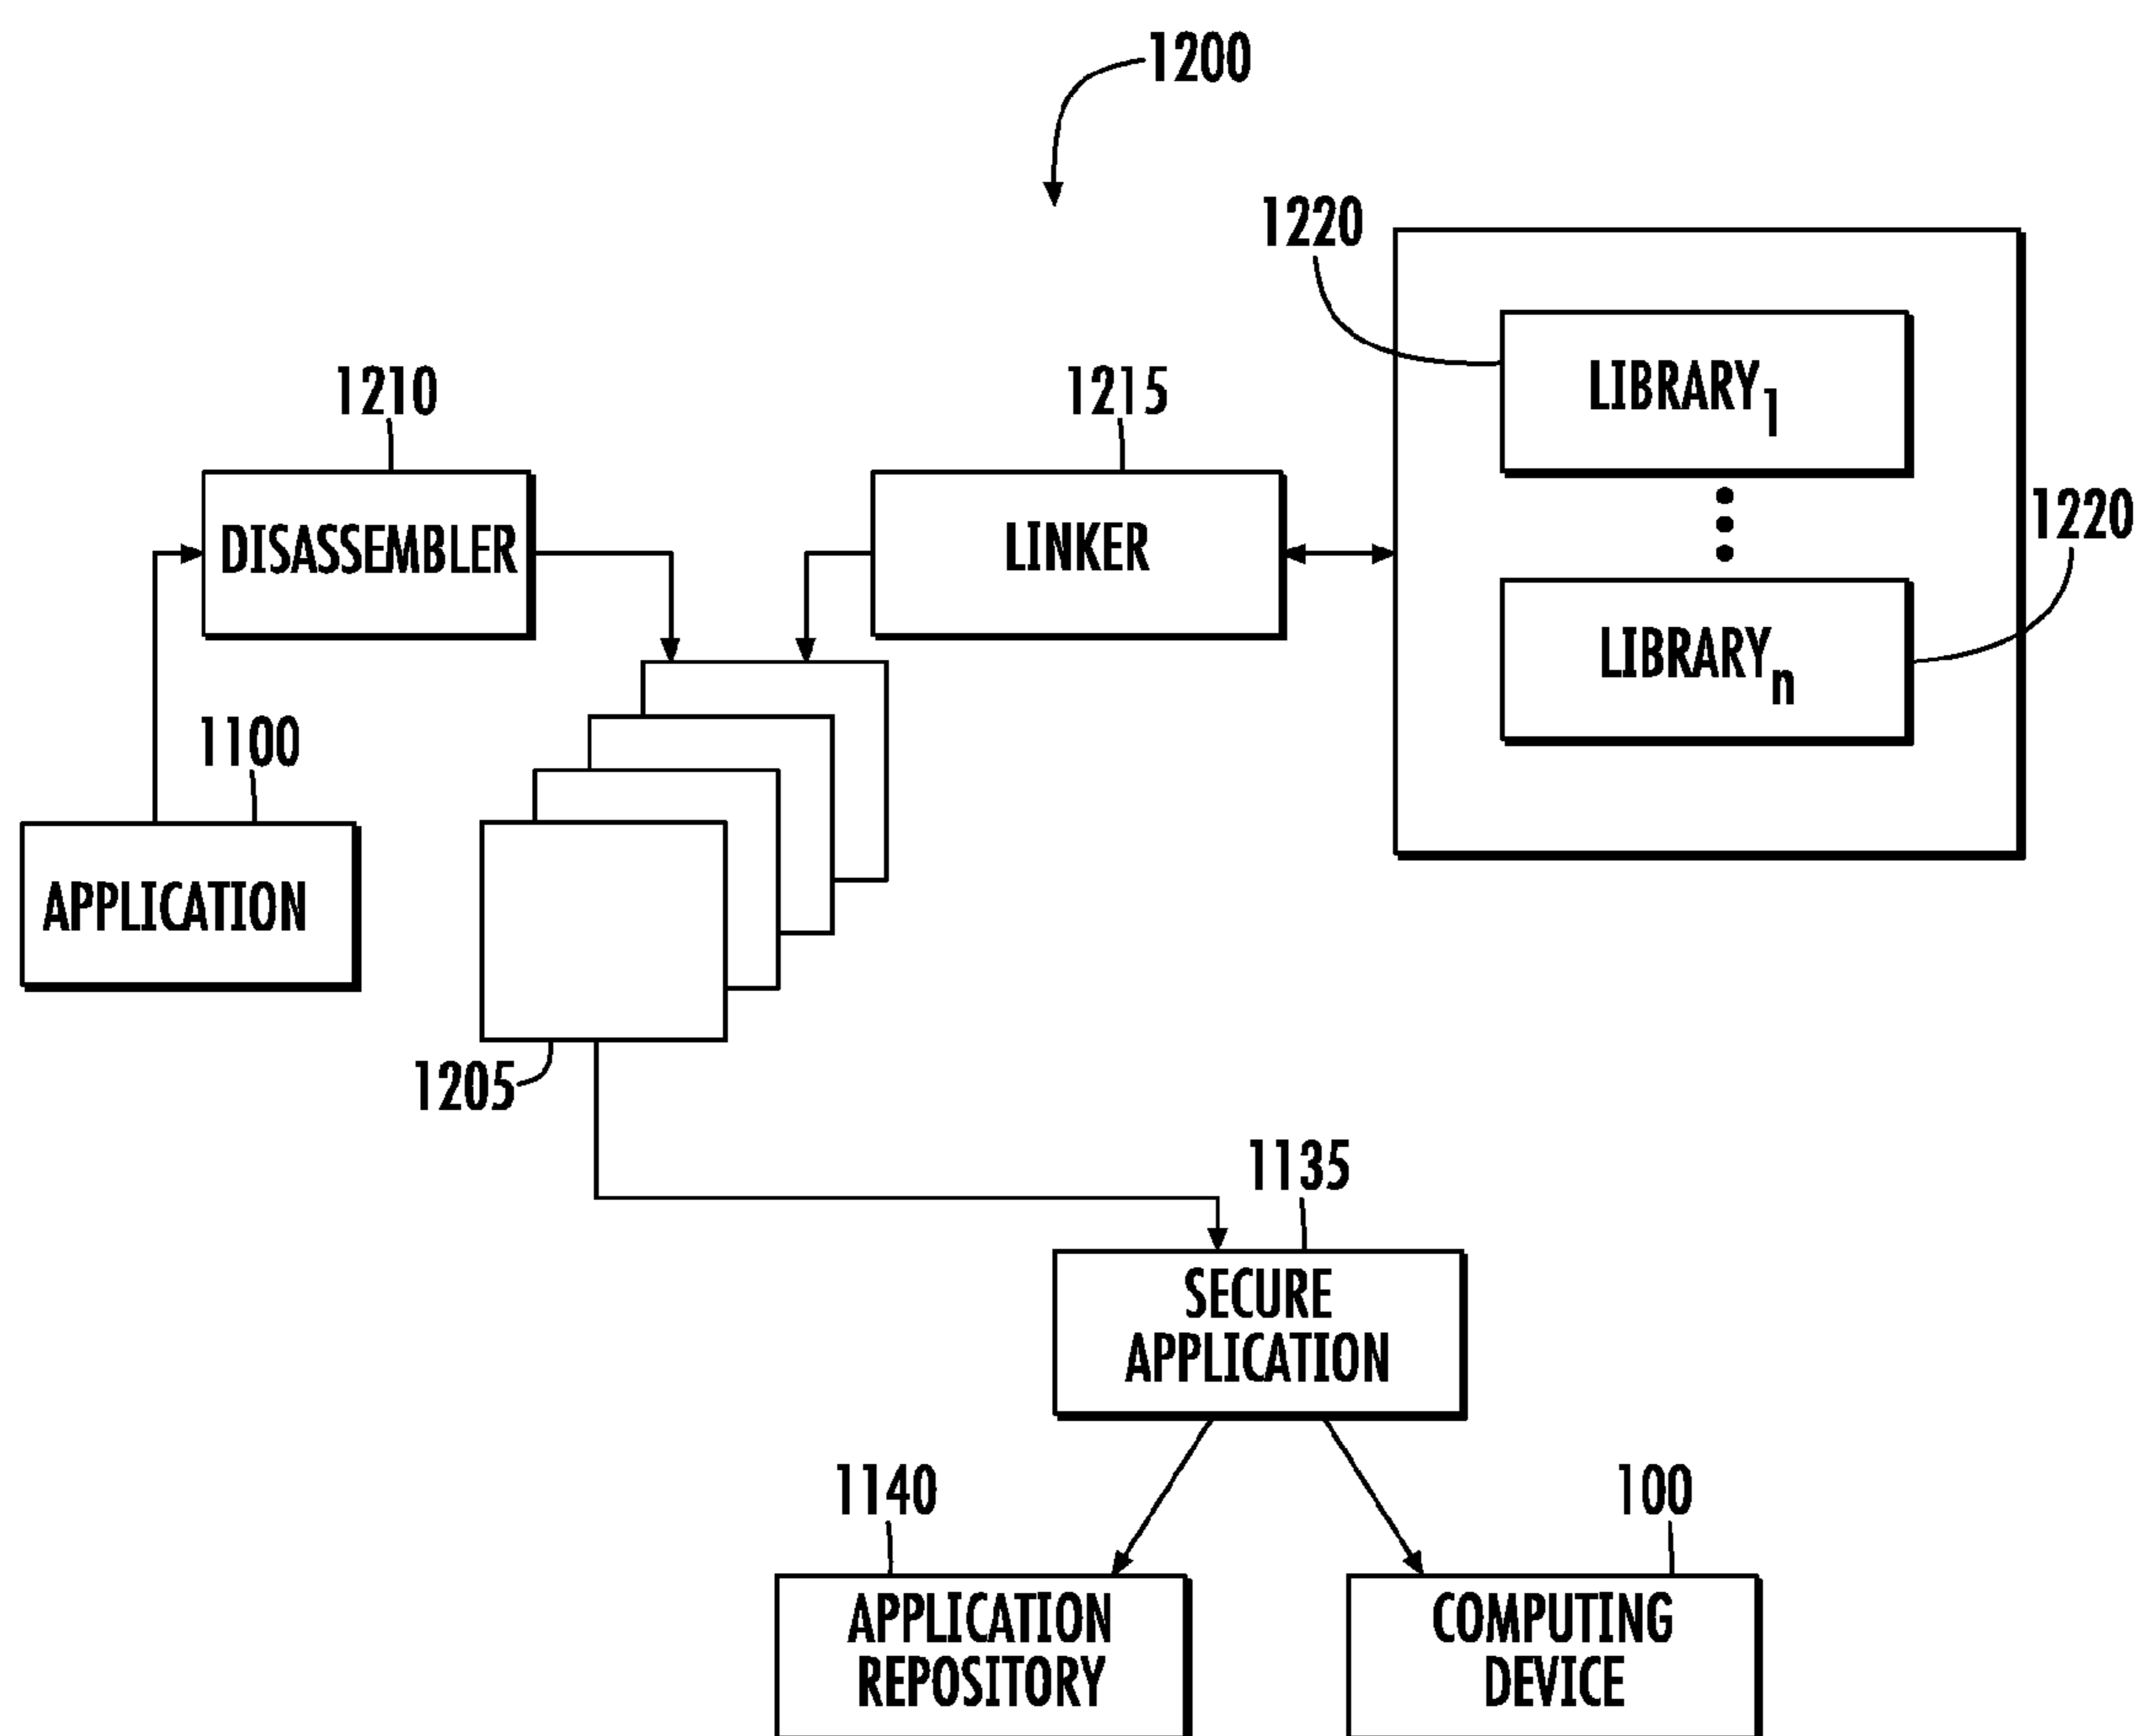 1200
1220
1210
1215
LIBRARY1
DISASSEMBLER
LINKER
1220
LIBRARYn
1100
APPLICATION
1205
1135
SECURE
APPLICATION
1140
100
APPLICATION
REPOSITORY
COMPUTING
DEVICE